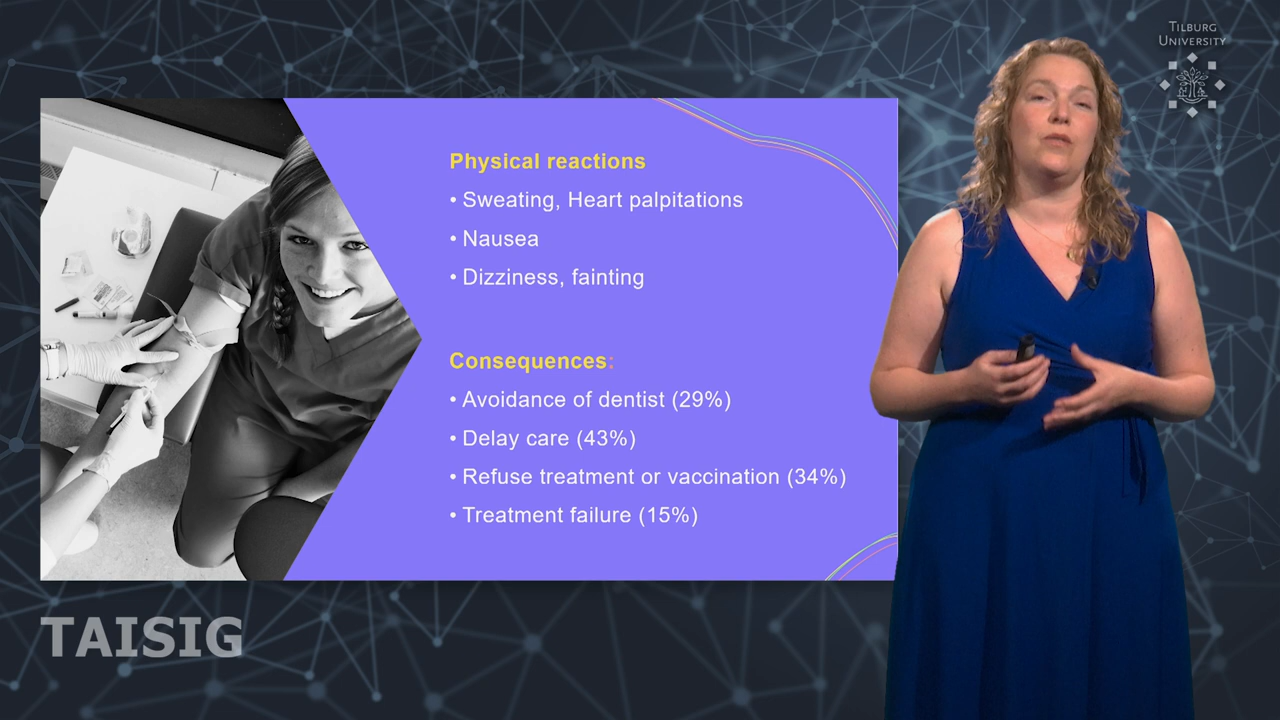 TILBURG
UNIVERSITY
Physical reactions
• Sweating, Heart palpitations
• Nausea
• Dizziness, fainting
Consequences:
• Avoidance of dentist (29%)
• Delay care (43%)
• Refuse treatment or vaccination (34%)
• Treatment failure (15%)
TAISIG